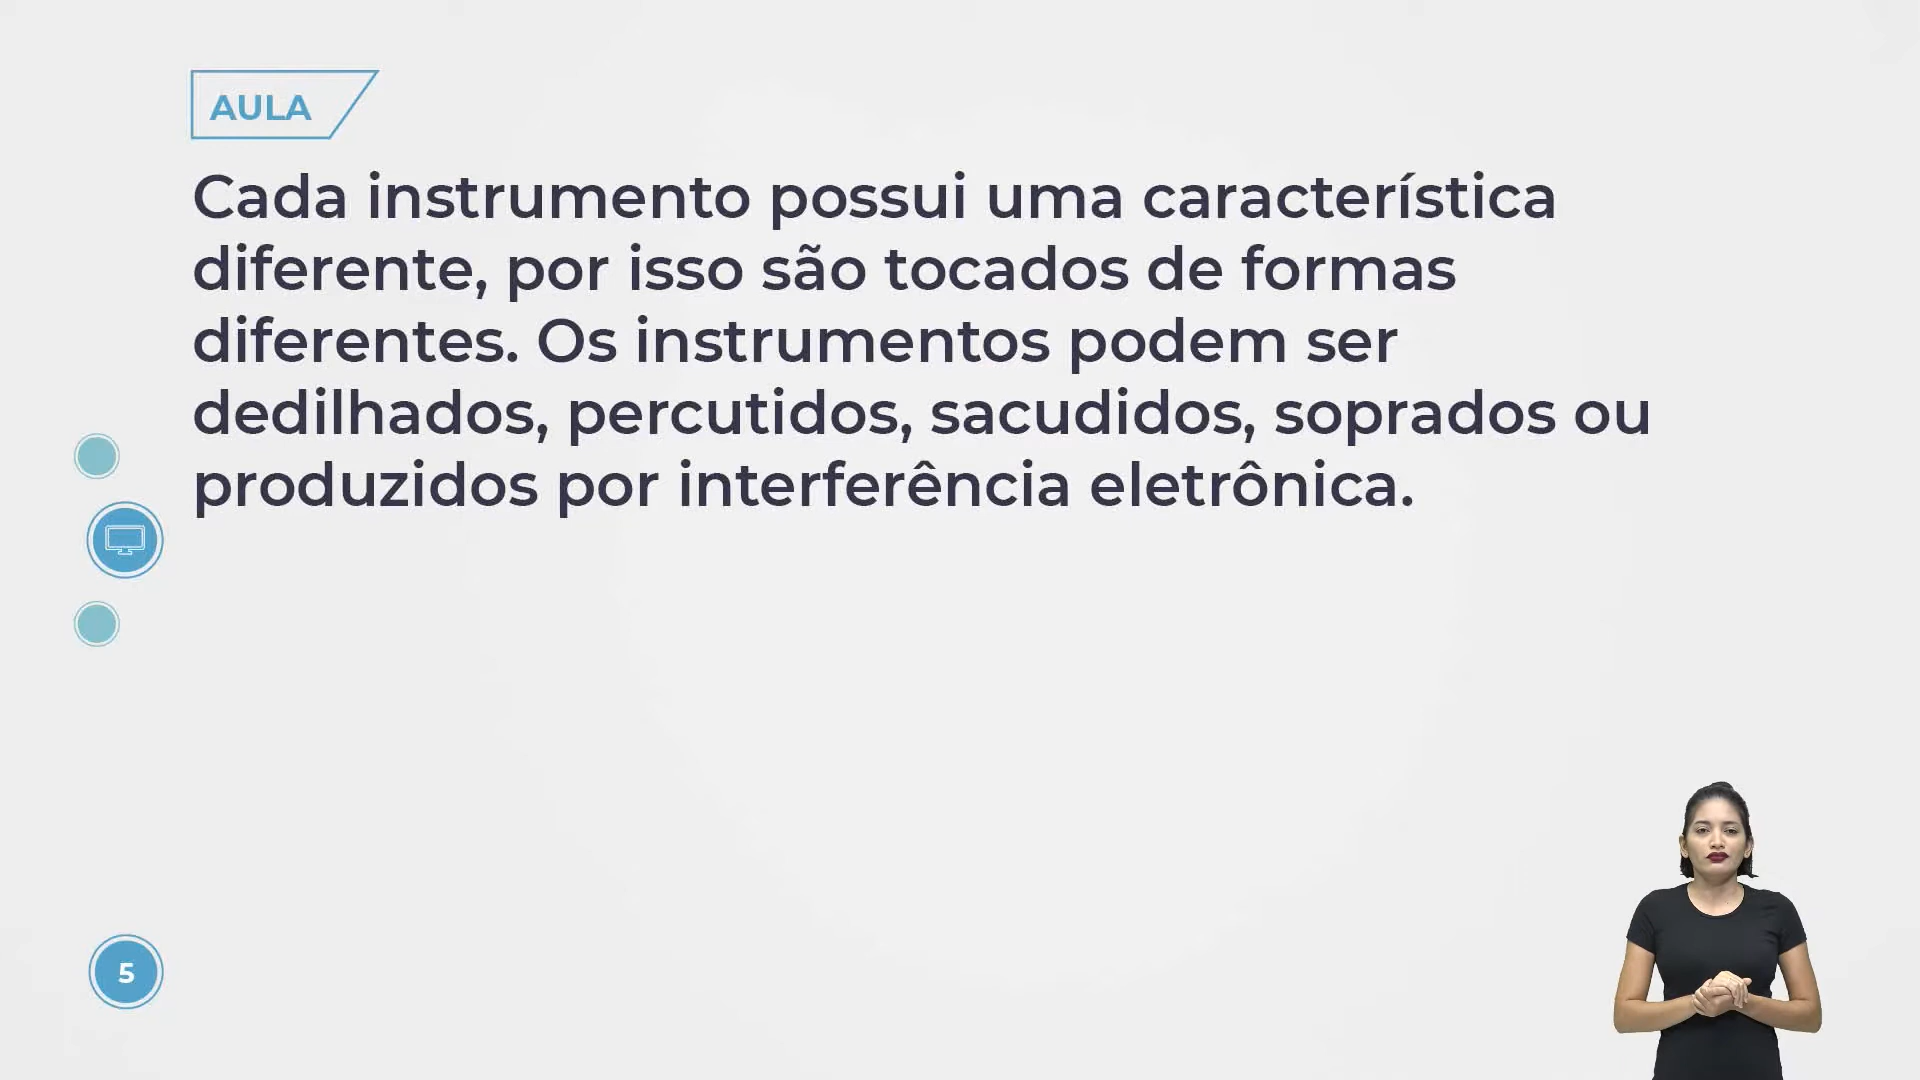 AULA
Cada instrumento possui uma característica
diferente, por isso são tocados de formas
diferentes. Os instrumentos podem ser
dedilhados, percutidos, sacudidos, soprados ou
produzidos por interferência eletrônica.
5